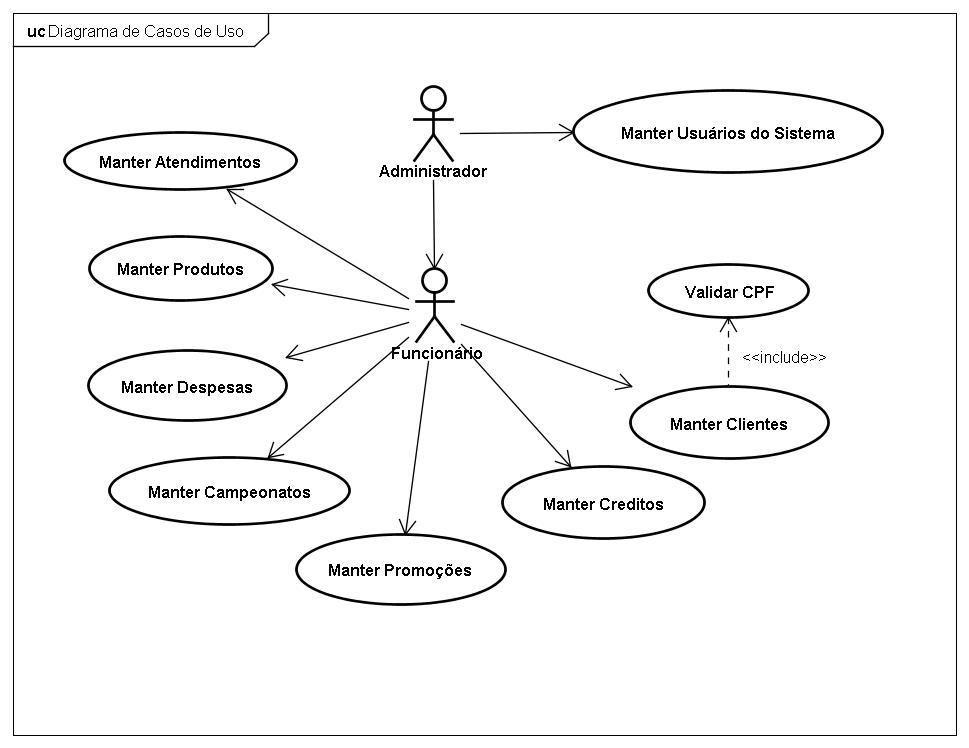 uc Diagrama de Casos de Uso
Administrador
Manter Usuários do Sistema
Manter Atendimentos
Manter Produtos
Validar CPF
Funcionário
<<include>>
Manter Despesas
Manter Clientes
Manter Campeonatos
Manter Creditos
Manter Promoções